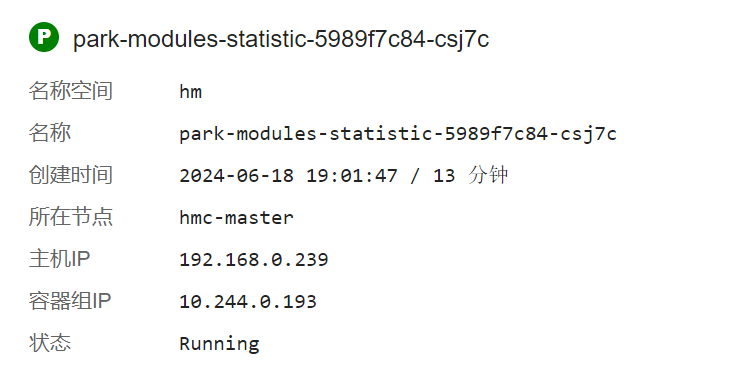 P park-modules-statistic-5989f7c84-csj7c
名称空间 hm
名称 park-modules-statistic-5989f7c84-csj7c
创建时间 2024-06-18 19:01:47 / 13 分钟
所在节点 hmc-master
主机IP 192.168.0.239
容器组IP 10.244.0.193
状态 Running